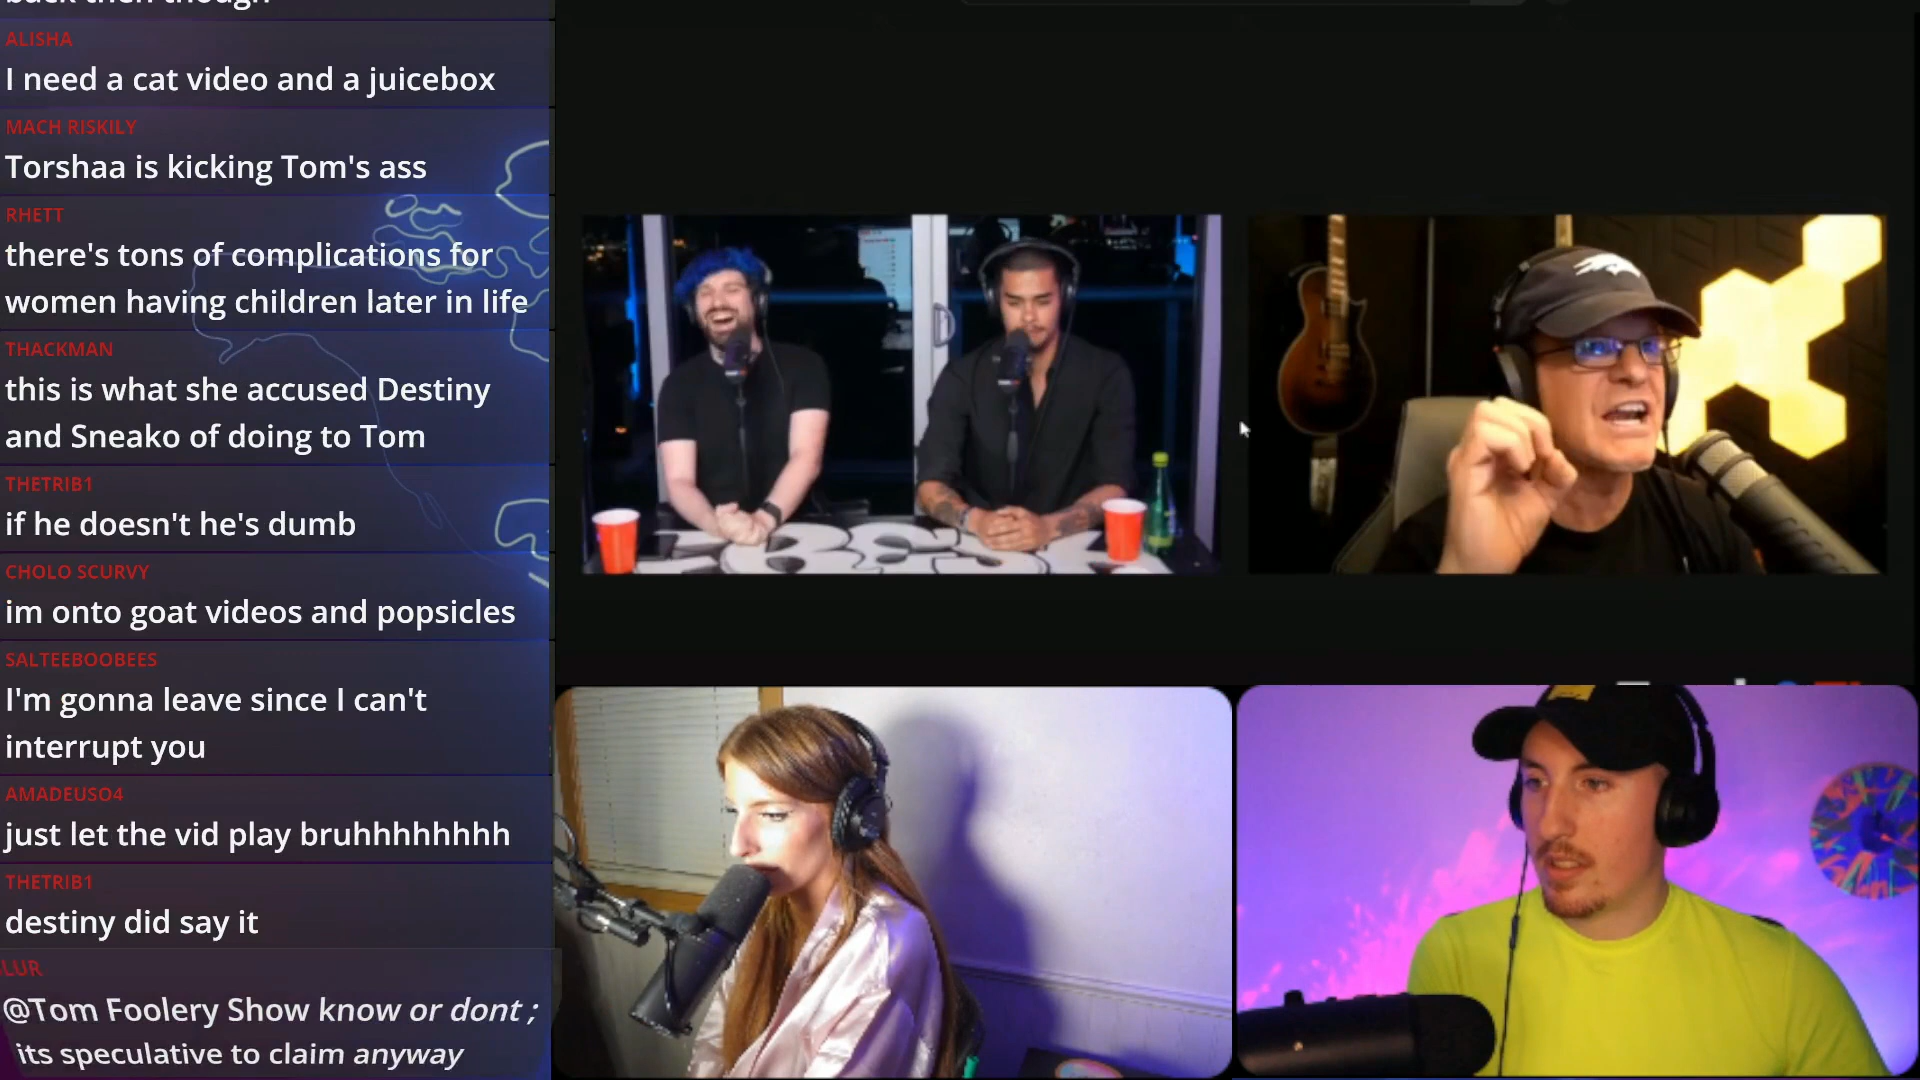 back then though
ALISHA
I need a cat video and a juicebox
MACH RISKILY
Torshaa is kicking Tom's ass
RHETT
there's tons of complications for
women having children later in life
THACKMAN
this is what she accused Destiny
and Sneako of doing to Tom
THETRIB1
if he doesn't he's dumb
CHOLO SCURVY
im onto goat videos and popsicles
SALTEEBOOBEES
I'm gonna leave since I can't
interrupt you
AMADEUSO4
just let the vid play bruhhhhhhhh
THETRIB1
destiny did say it
LUR
@Tom Foolery Show know or dont ;
its speculative to claim anyway